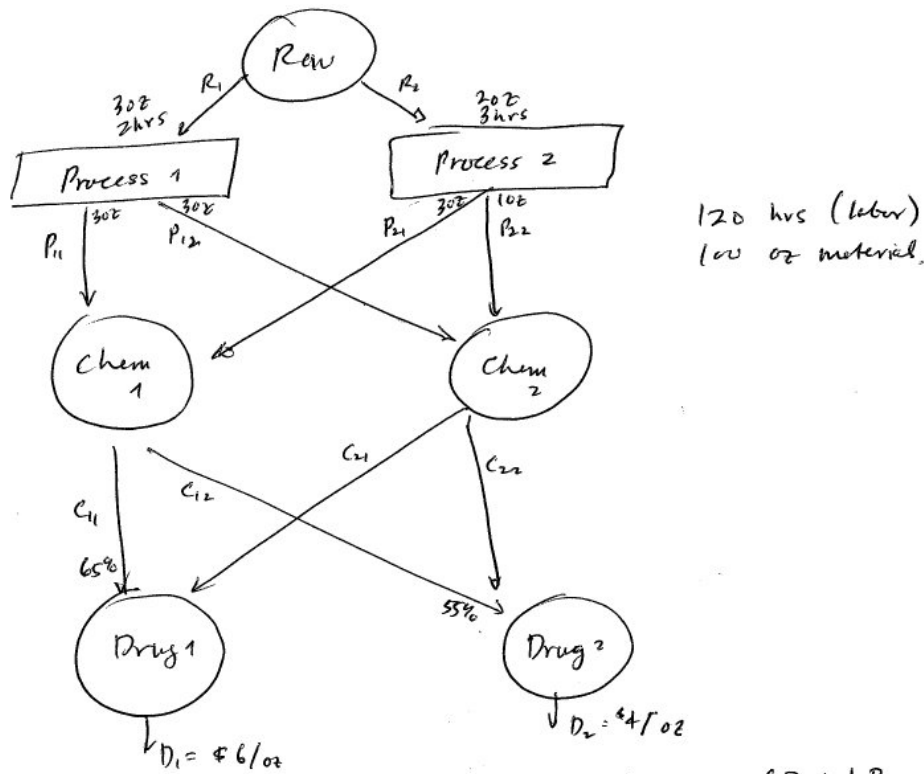 Raw
R₁
R₂
3oz
2hrs
2oz
3hrs
Process 1
Process 2
3oz
3oz
3oz
1oz
P₁₁
P₁₂
P₂₁
P₂₂
120 hrs (labor)
100 oz material.
Chem
1
Chem
2
C₁₁
C₁₂
C₂₁
C₂₂
65%
55%
Drug 1
Drug 2
D₁ = $6/oz
D₂ = $4/oz